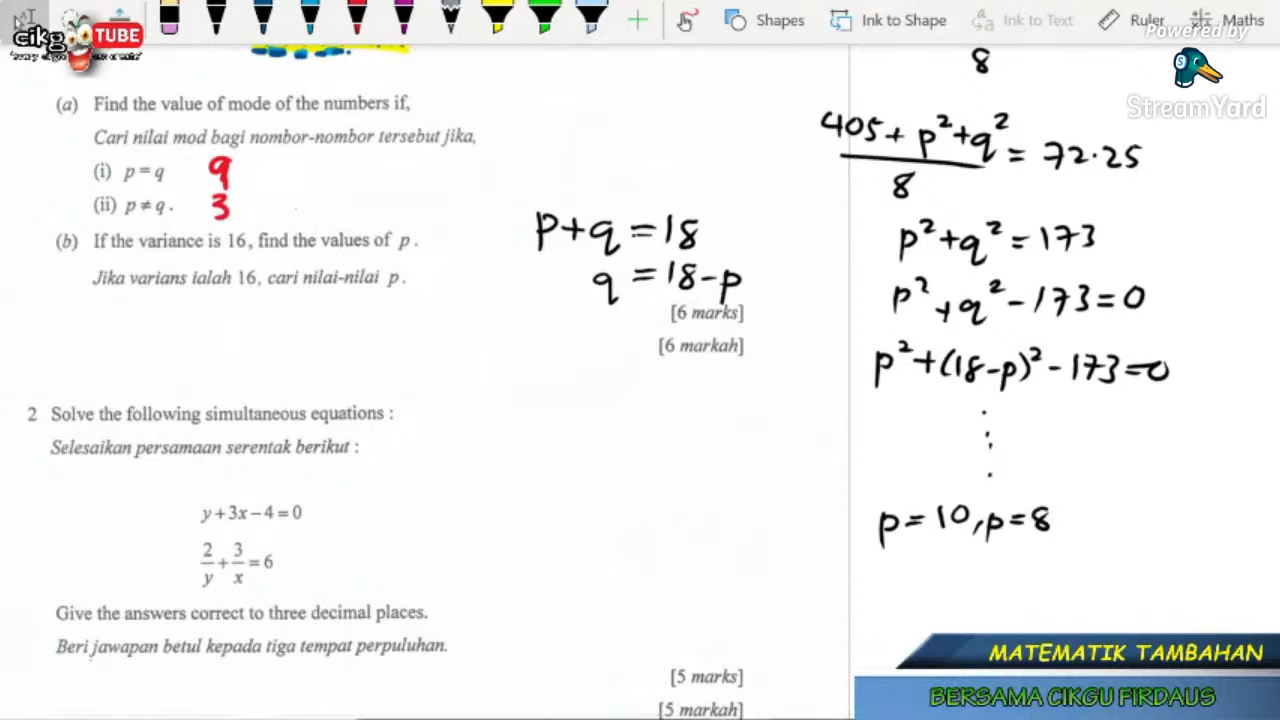 cikg TUBE
Shapes
Ink to Shape
Ink to Text
Ruler
Maths
Powered by
StreamYard
(a) Find the value of mode of the numbers if,
Cari nilai mod bagi nombor-nombor tersebut jika,
(i) p = q 9
(ii) p ≠ q. 3
(b) If the variance is 16, find the values of p.
Jika varians ialah 16, cari nilai-nilai p.
[6 marks]
[6 markah]
p+q=18
q=18-p
2 Solve the following simultaneous equations :
Selesaikan persamaan serentak berikut :
y+3x−4=0
2/y + 3/x = 6
Give the answers correct to three decimal places.
Beri jawapan betul kepada tiga tempat perpuluhan.
[5 marks]
[5 markah]
8
(405 + p²+q²)/8 = 72.25
p²+q²=173
p²+q²-173=0
p²+(18-p)²-173=0
p=10, p=8
MATEMATIK TAMBAHAN
BERSAMA CIKGU FIRDAUS